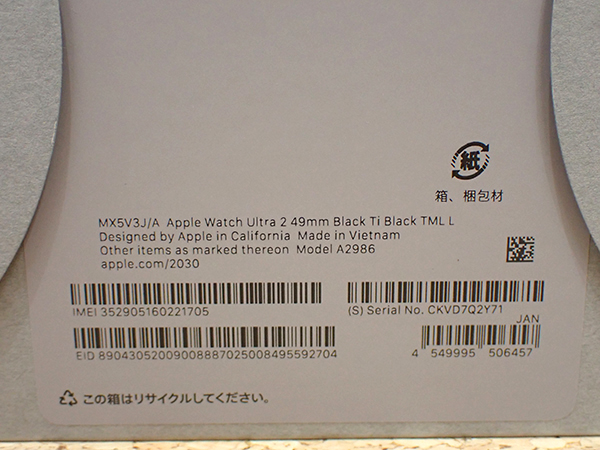 紙
箱、梱包材
MX5V3J/A Apple Watch Ultra 2 49mm Black Ti Black TML L
Designed by Apple in California Made in Vietnam
Other items as marked thereon Model A2986
apple.com/2030
IMEI 352905160221705
(S) Serial No. CKVD7Q2Y71
JAN
EID 89043052009008887025008495592704
4 549995 506457
この箱はリサイクルしてください。